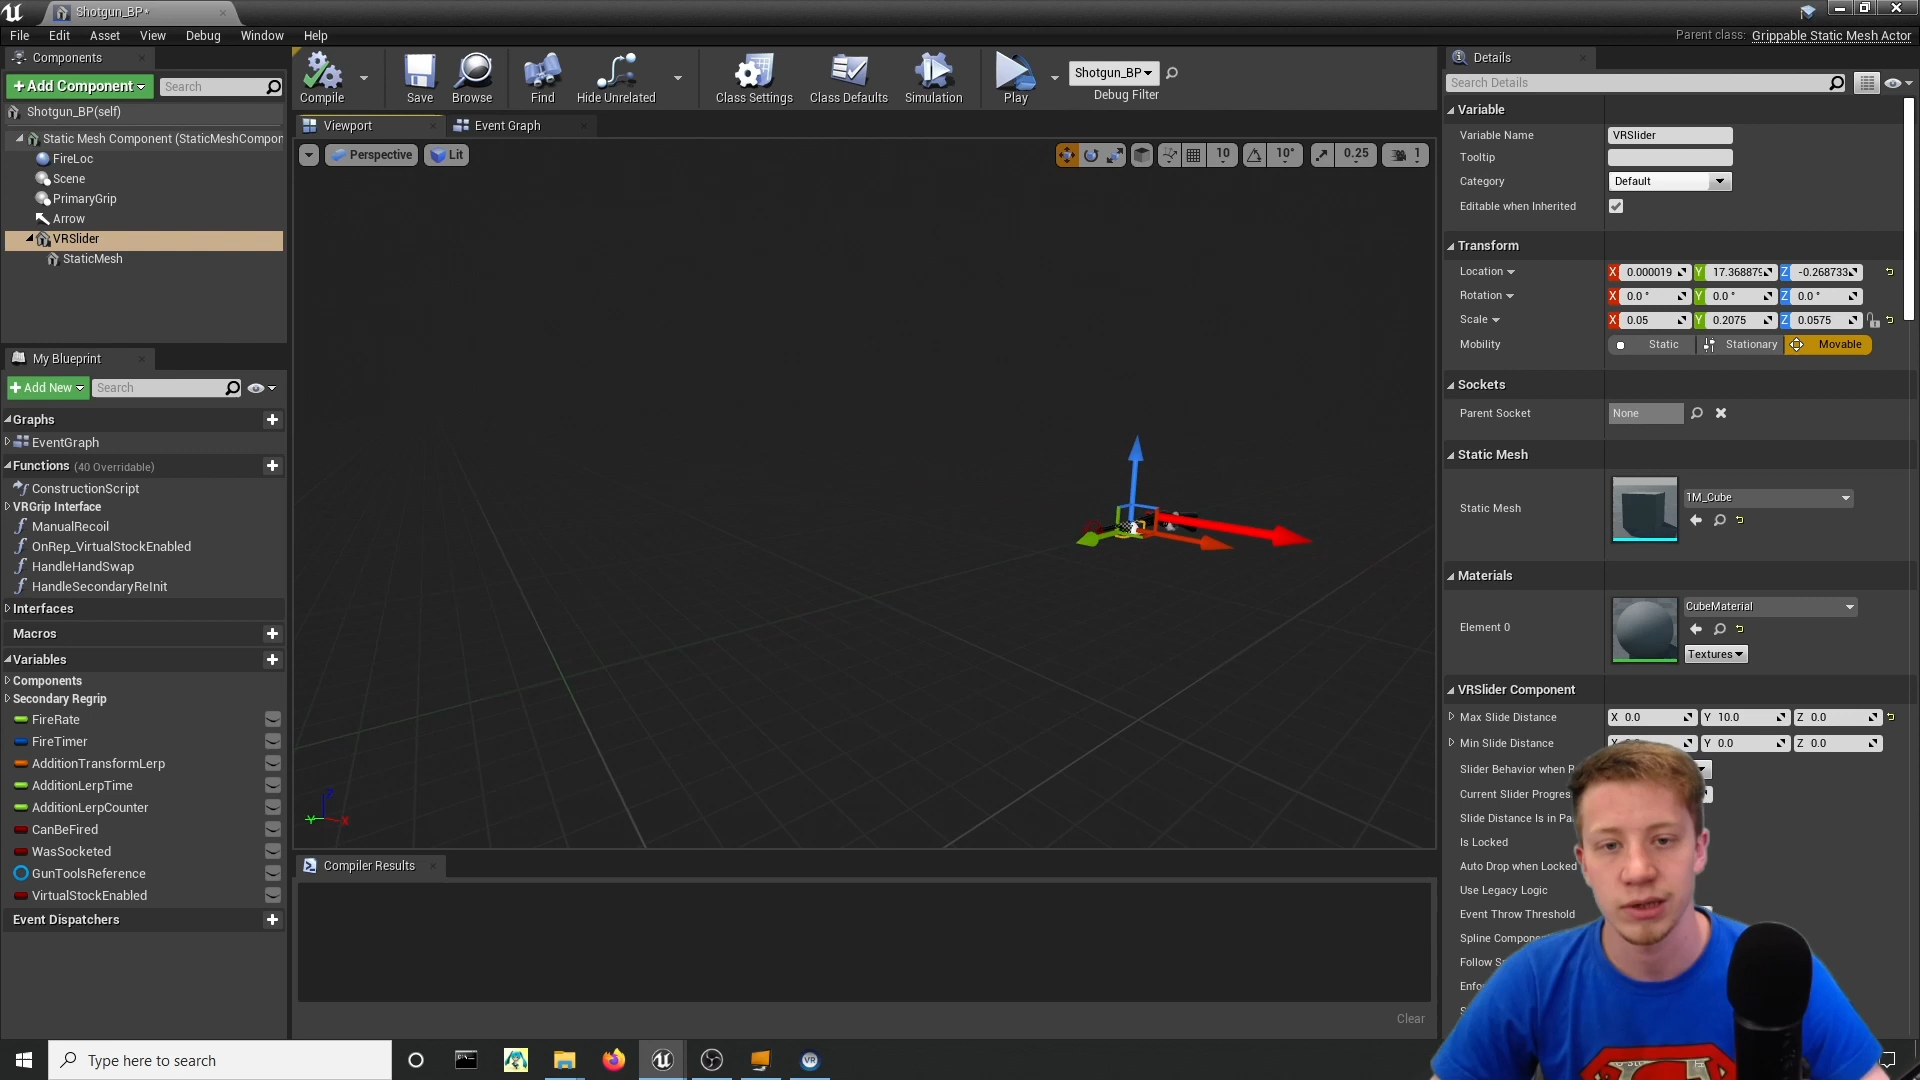 Shotgun_BP*
File Edit Asset View Debug Window Help
Parent class: Grippable Static Mesh Actor
Components
+Add Component
Search
Shotgun_BP(self)
Static Mesh Component (StaticMeshCompon
FireLoc
Scene
PrimaryGrip
Arrow
VRSlider
StaticMesh
My Blueprint
+Add New
Search
Graphs
EventGraph
Functions (40 Overridable)
ConstructionScript
VRGrip Interface
ManualRecoil
OnRep_VirtualStockEnabled
HandleHandSwap
HandleSecondaryReInit
Interfaces
Macros
Variables
Components
Secondary Regrip
FireRate
FireTimer
AdditionTransformLerp
AdditionLerpTime
AdditionLerpCounter
CanBeFired
WasSocketed
GunToolsReference
VirtualStockEnabled
Event Dispatchers
Compile Save Browse Find Hide Unrelated Class Settings Class Defaults Simulation Play
Shotgun_BP
Debug Filter
Viewport
Event Graph
Perspective Lit
10 10° 0.25 1
Z
Y X
Compiler Results
Clear
Details
Search Details
Variable
Variable Name VRSlider
Tooltip
Category Default
Editable when Inherited
Transform
Location X 0.000019 Y 17.368879 Z -0.268733
Rotation X 0.0 ° Y 0.0 ° Z 0.0 °
Scale X 0.05 Y 0.2075 Z 0.0575
Mobility Static Stationary Movable
Sockets
Parent Socket None
Static Mesh
Static Mesh 1M_Cube
Materials
Element 0 CubeMaterial
Textures
VRSlider Component
Max Slide Distance X 0.0 Y 10.0 Z 0.0
Min Slide Distance Y 0.0 Z 0.0
Slider Behavior when
Current Slider Progres
Slide Distance Is in Pa
Is Locked
Auto Drop when Locked
Use Legacy Logic
Event Throw Threshold
Spline Compone
Follow
Enfo
Type here to search
VR